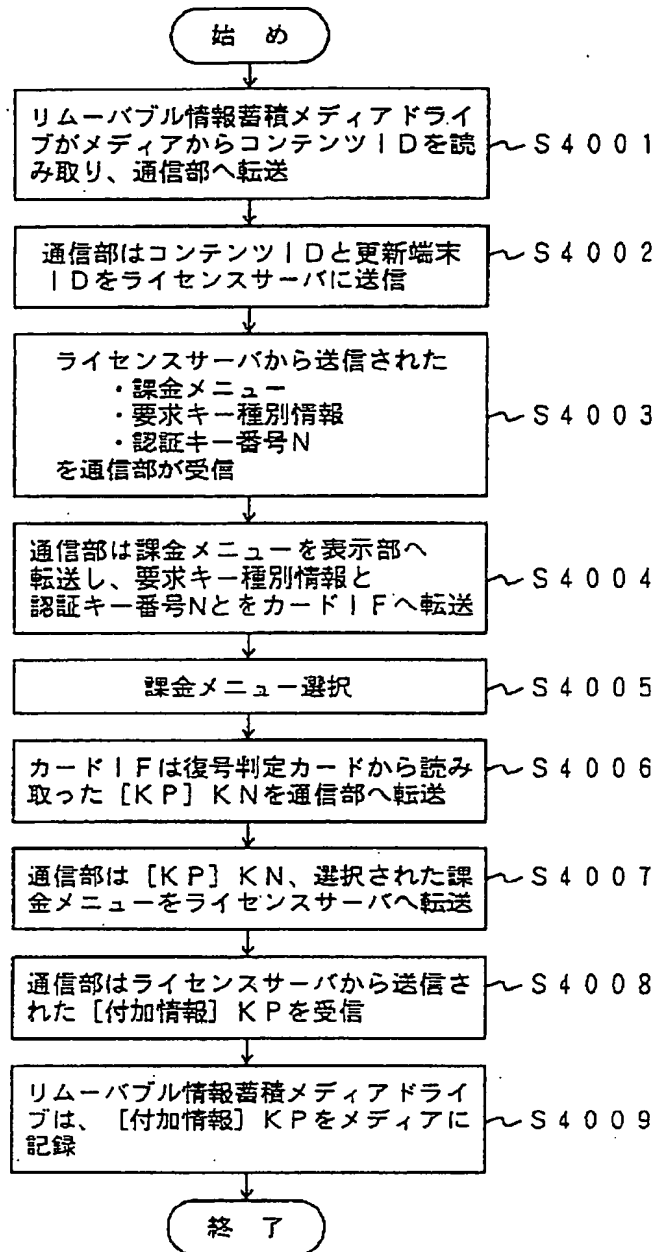 始 め
リムーバブル情報蓄積メディアドライ
ブがメディアからコンテンツIDを読
み取り、通信部へ転送
S4001
通信部はコンテンツIDと更新端末
IDをライセンスサーバに送信
S4002
ライセンスサーバから送信された
・課金メニュー
・要求キー種別情報
・認証キー番号N
を通信部が受信
S4003
通信部は課金メニューを表示部へ
転送し、要求キー種別情報と
認証キー番号NとをカードIFへ転送
S4004
課金メニュー選択
S4005
カードIFは復号判定カードから読み
取った[KP]KNを通信部へ転送
S4006
通信部は[KP]KN、選択された課
金メニューをライセンスサーバへ転送
S4007
通信部はライセンスサーバから送信さ
れた[付加情報]KPを受信
S4008
リムーバブル情報蓄積メディアドライ
ブは、[付加情報]KPをメディアに
記録
S4009
終 了